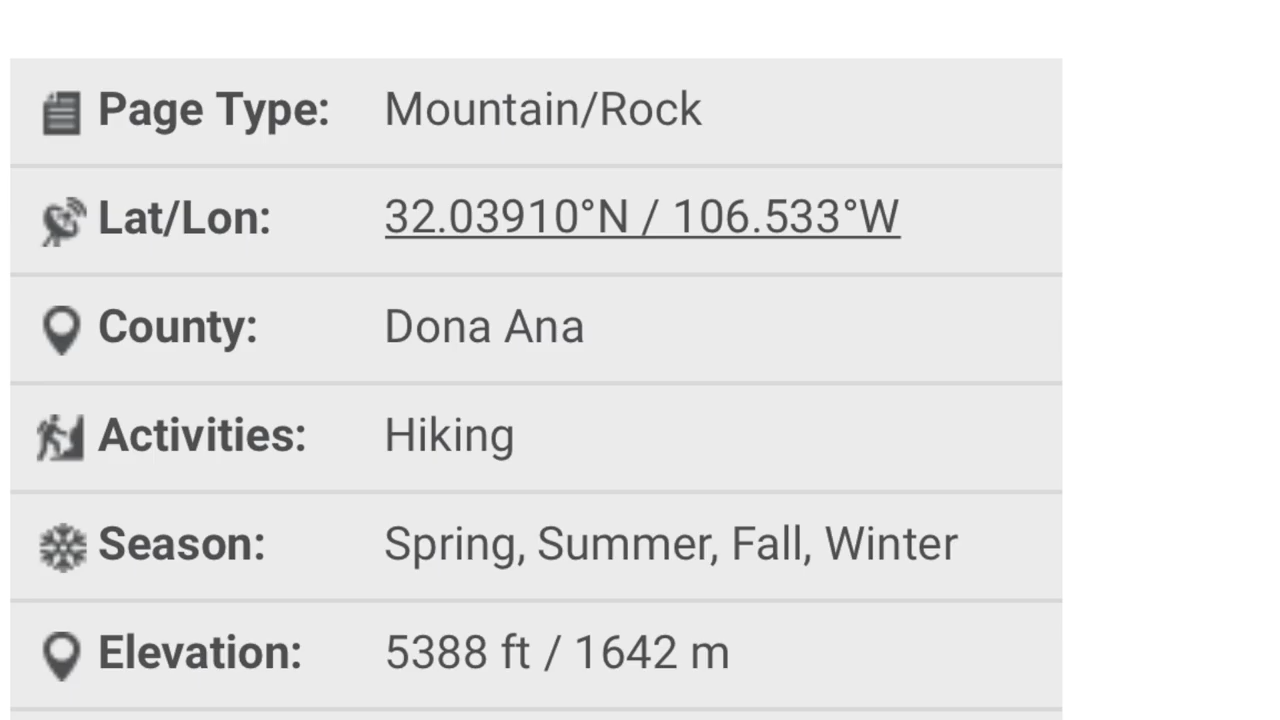 Page Type: Mountain/Rock
Lat/Lon: 32.03910°N / 106.533°W
County: Dona Ana
Activities: Hiking
Season: Spring, Summer, Fall, Winter
Elevation: 5388 ft / 1642 m